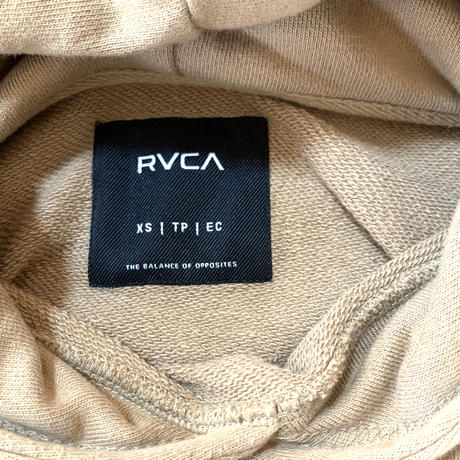 RVCA
XS | TP | EC
THE BALANCE OF OPPOSITES